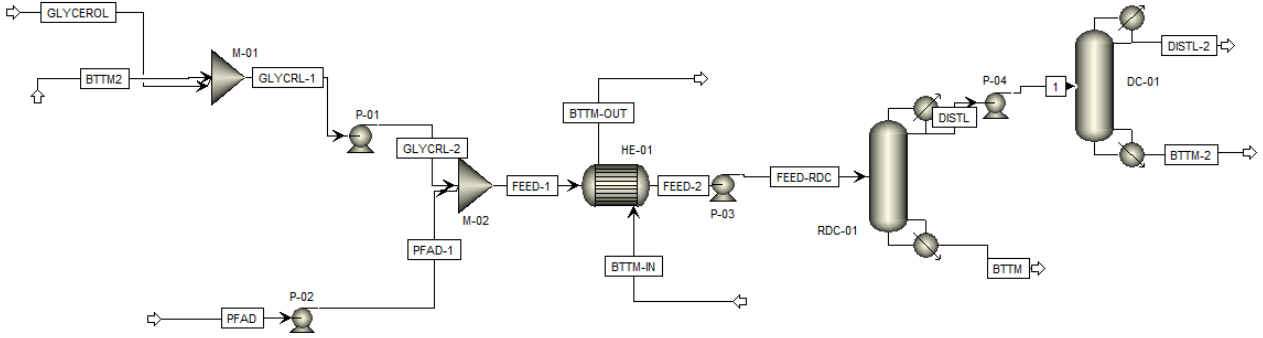 GLYCEROL
M-01
BTTM2
GLYCRL-1
P-01
GLYCRL-2
M-02
PFAD-1
P-02
PFAD
FEED-1
BTTM-OUT
HE-01
FEED-2
BTTM-IN
P-03
FEED-RDC
RDC-01
DISTL
BTTM
P-04
1
DC-01
DISTL-2
BTTM-2